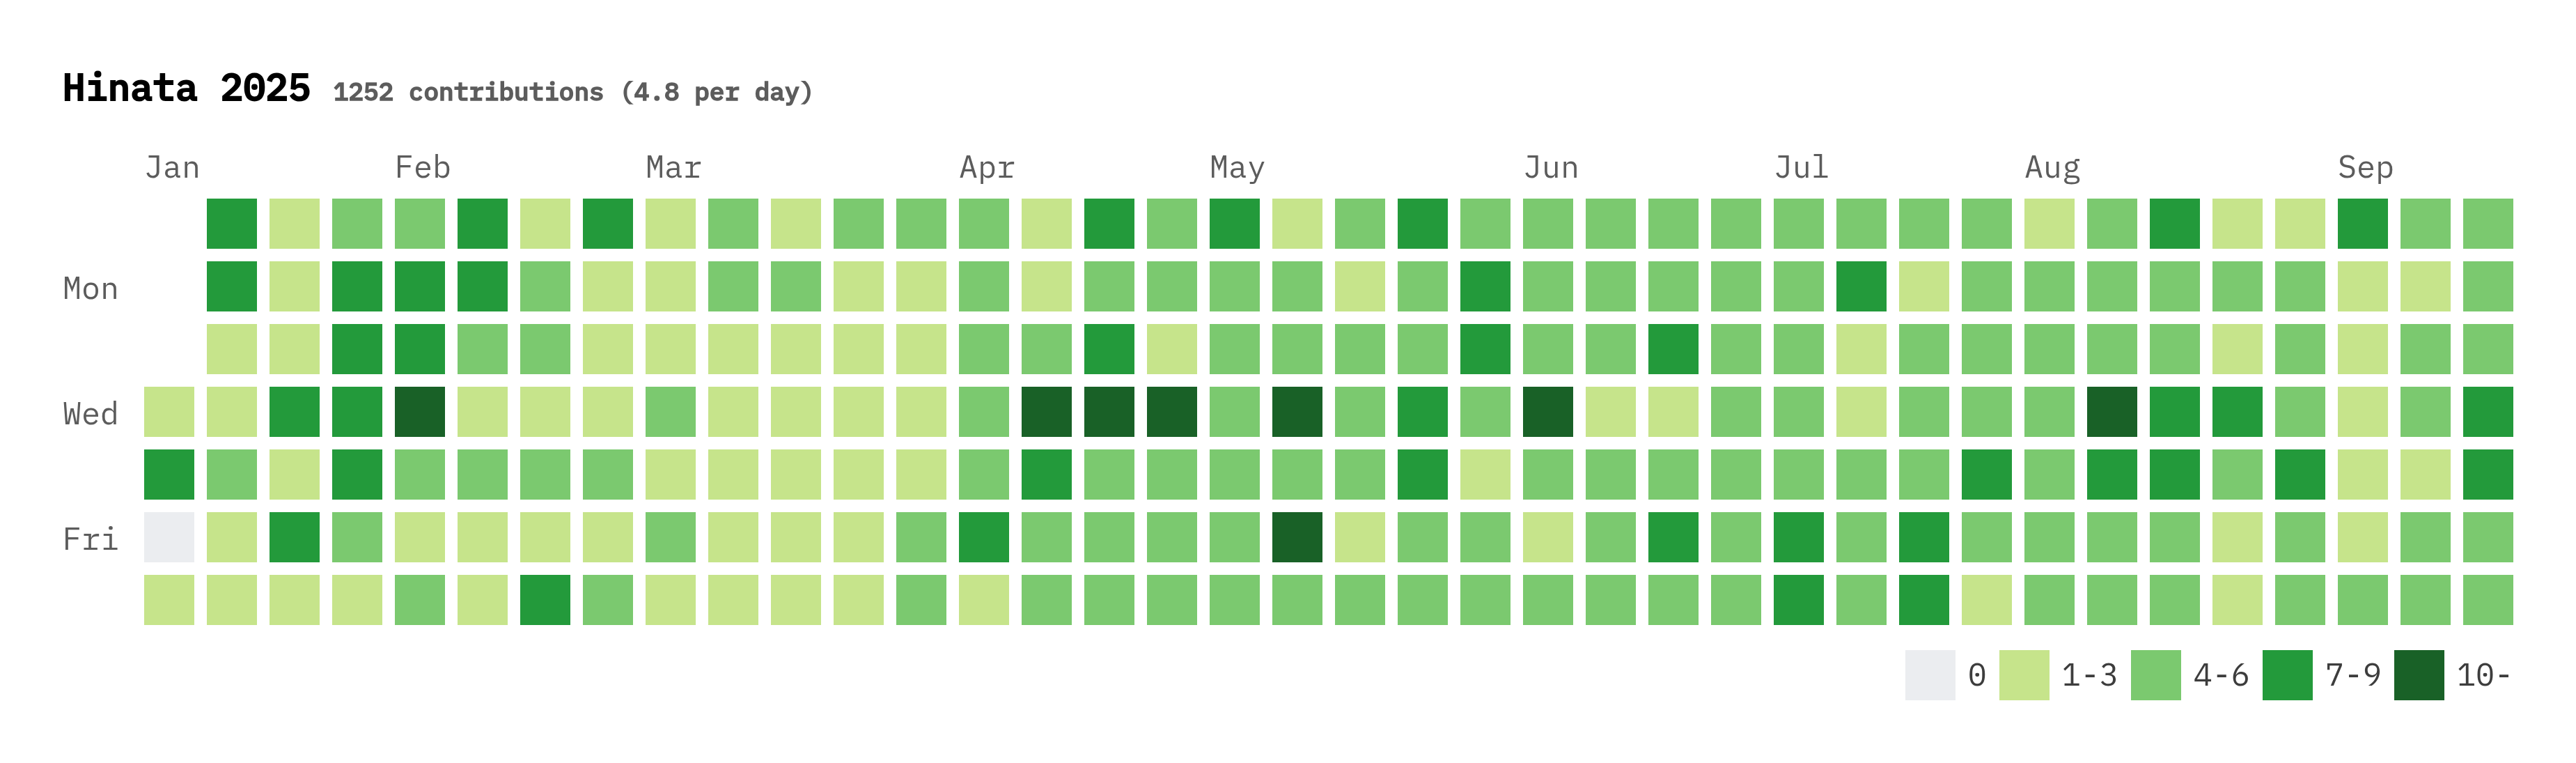 Hinata 2025 1252 contributions (4.8 per day)
Jan Feb Mar Apr May Jun Jul Aug Sep
Mon
Wed
Fri
0 1-3 4-6 7-9 10-